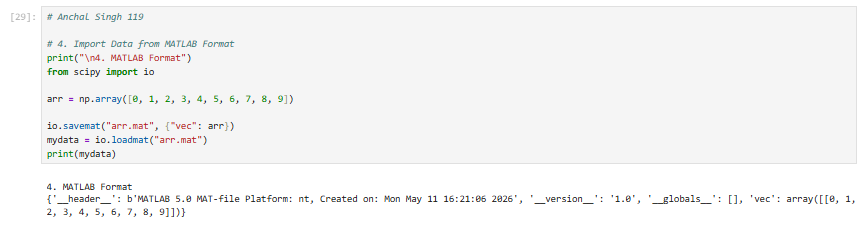 [29]: # Anchal Singh 119
# 4. Import Data from MATLAB Format
print("\n4. MATLAB Format")
from scipy import io
arr = np.array([0, 1, 2, 3, 4, 5, 6, 7, 8, 9])
io.savemat("arr.mat", {"vec": arr})
mydata = io.loadmat("arr.mat")
print(mydata)
4. MATLAB Format
{'__header__': b'MATLAB 5.0 MAT-file Platform: nt, Created on: Mon May 11 16:21:06 2026', '__version__': '1.0', '__globals__': [], 'vec': array([[0, 1,
2, 3, 4, 5, 6, 7, 8, 9]])}